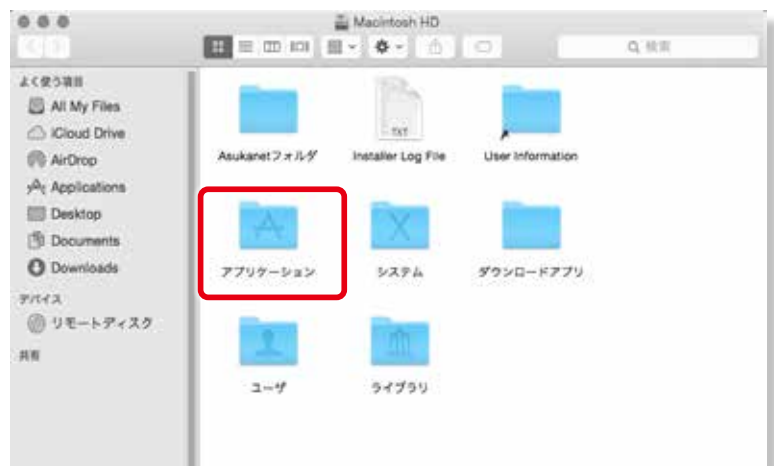 Macintosh HD
検索
よく使う項目
All My Files
iCloud Drive
AirDrop
Applications
Desktop
Documents
Downloads
デバイス
リモートディスク
共有
TXT
Asukanetフォルダ
Installer Log File
User Information
アプリケーション
システム
ダウンロードアプリ
ユーザ
ライブラリ